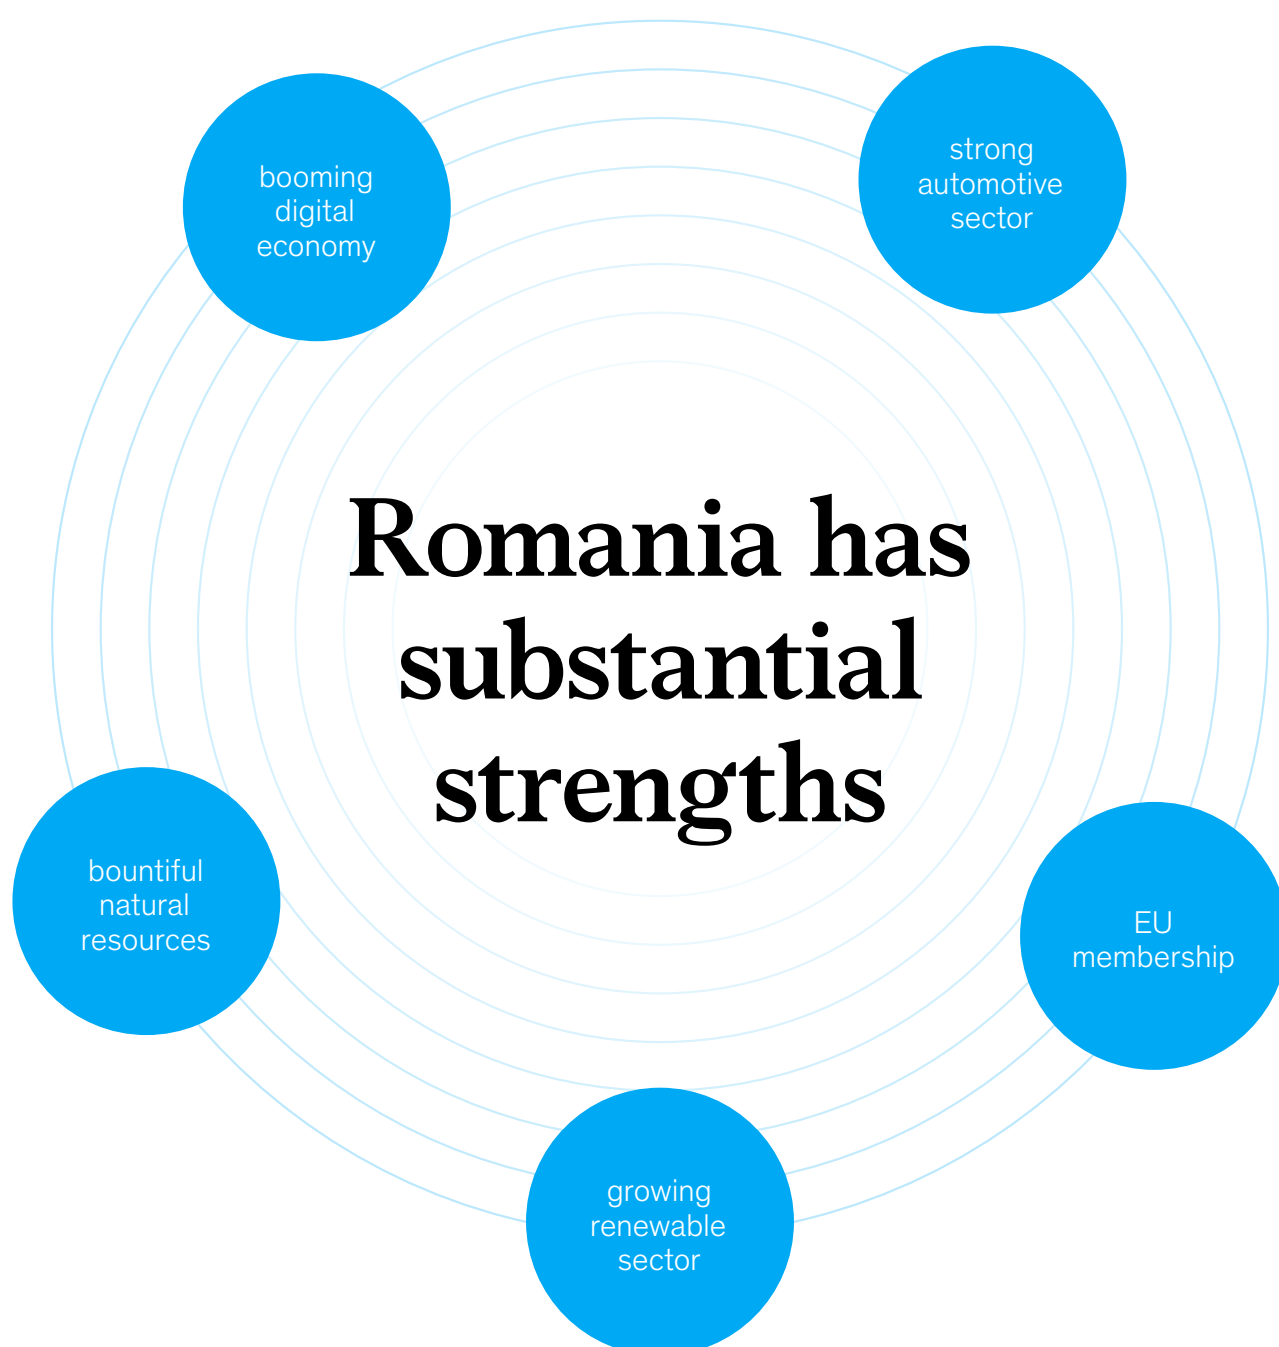 booming
digital
economy
strong
automotive
sector
Romania has
substantial
strengths
bountiful
natural
resources
EU
membership
growing
renewable
sector